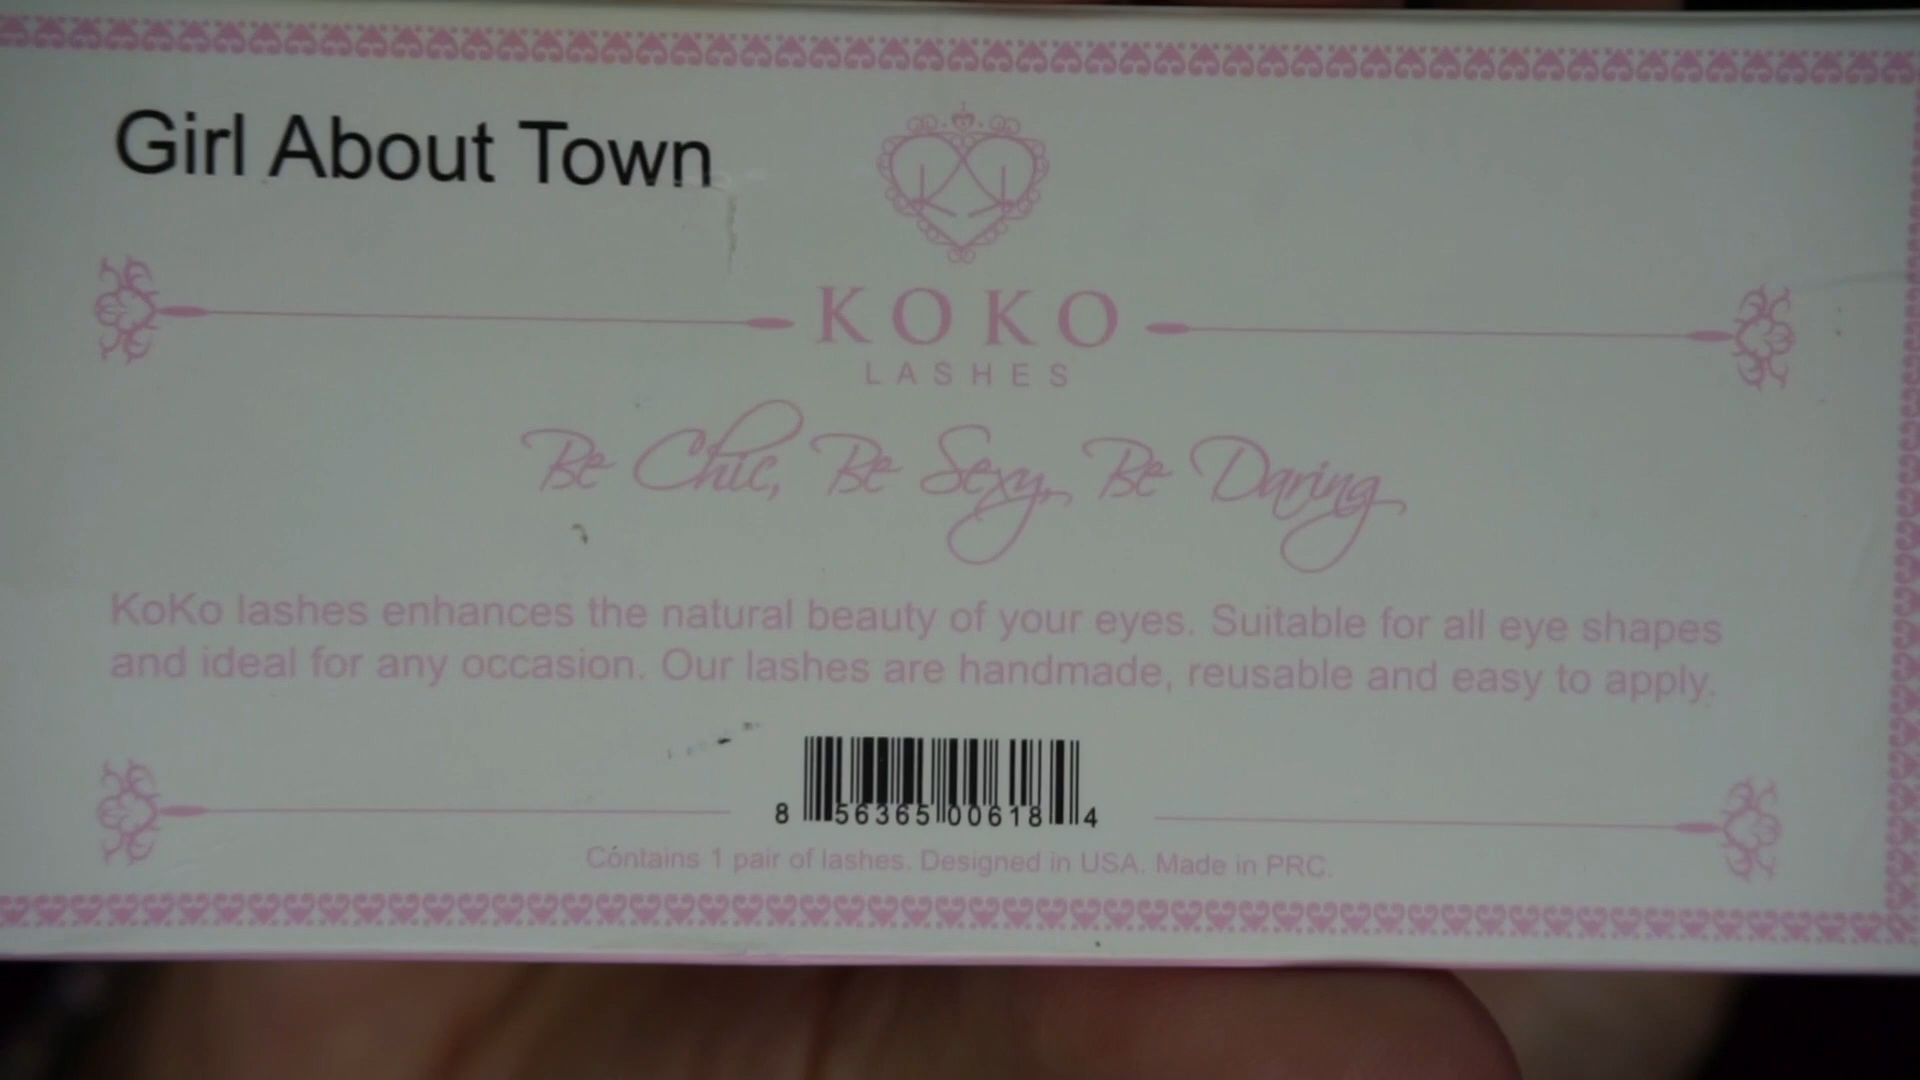 Girl About Town
KOKO
LASHES
Be Chic, Be Sexy, Be Daring
KoKo lashes enhances the natural beauty of your eyes. Suitable for all eye shapes
and ideal for any occasion. Our lashes are handmade, reusable and easy to apply.
8 56365 00618 4
Contains 1 pair of lashes. Designed in USA. Made in PRC.